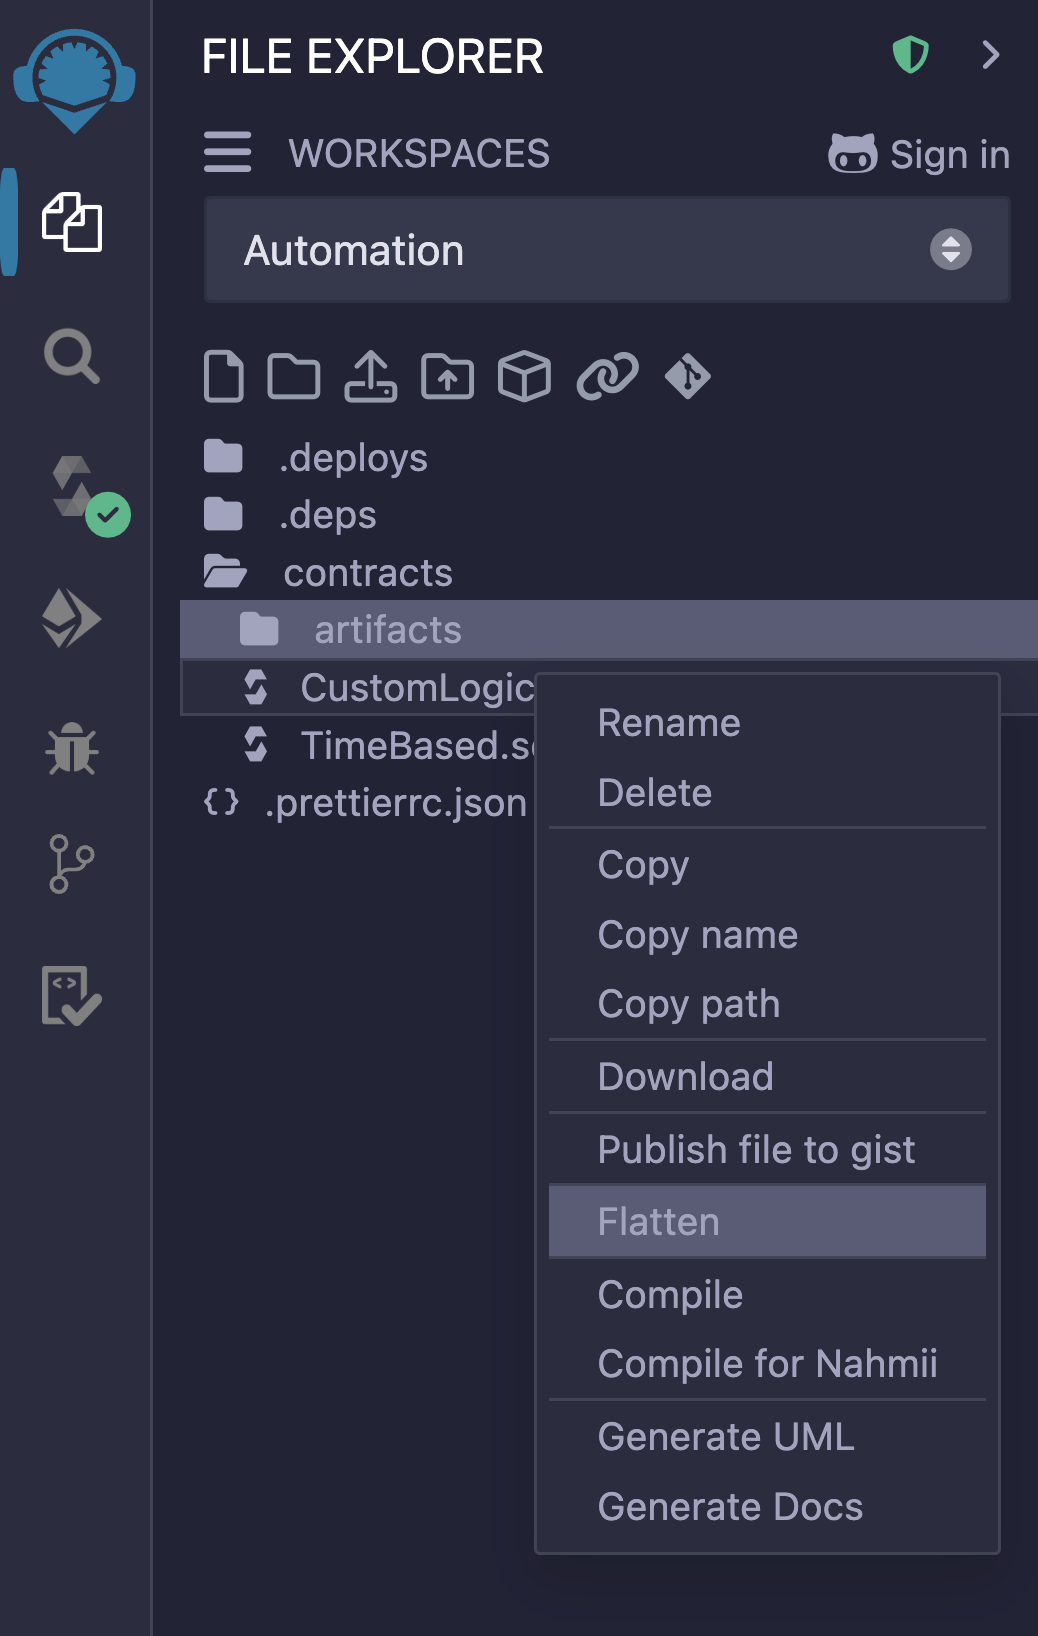 FILE EXPLORER
WORKSPACES
Sign in
Automation
.deploys
.deps
contracts
artifacts
CustomLogic
TimeBased.s
.prettierrc.json
Rename
Delete
Copy
Copy name
Copy path
Download
Publish file to gist
Flatten
Compile
Compile for Nahmii
Generate UML
Generate Docs